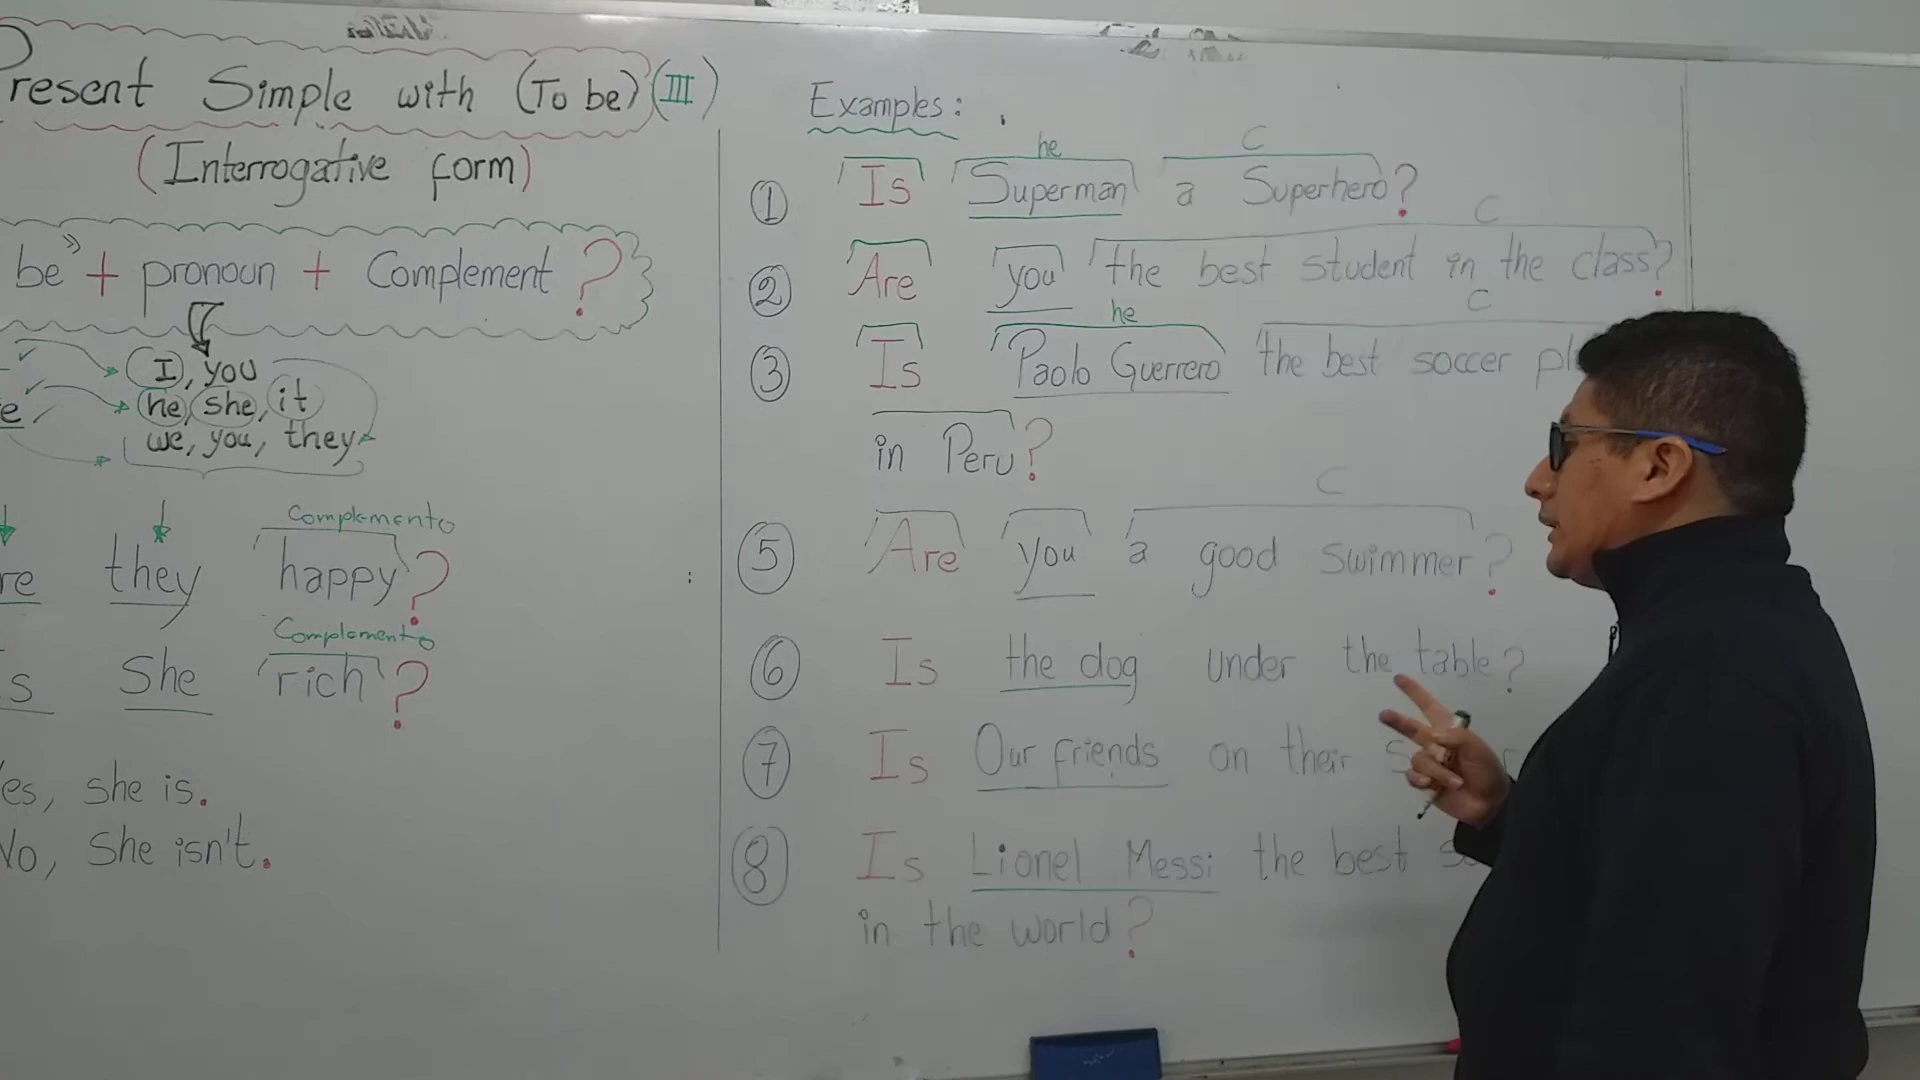 Present Simple with (To be) (III)
(Interrogative form)
be" + pronoun + Complement ?
I, you
he, she, it
we, you, they
Complemento
they happy?
Complemento
she rich?
she is.
No, She isn't.
Examples:
he C
① Is Superman a Superhero?
C
② Are you the best student in the class?
he C
③ Is Paolo Guerrero the best soccer
in Peru?
C
⑤ Are you a good swimmer?
⑥ Is the dog under the table?
⑦ Is Our friends on their
⑧ Is Lionel Messi the best
in the world?